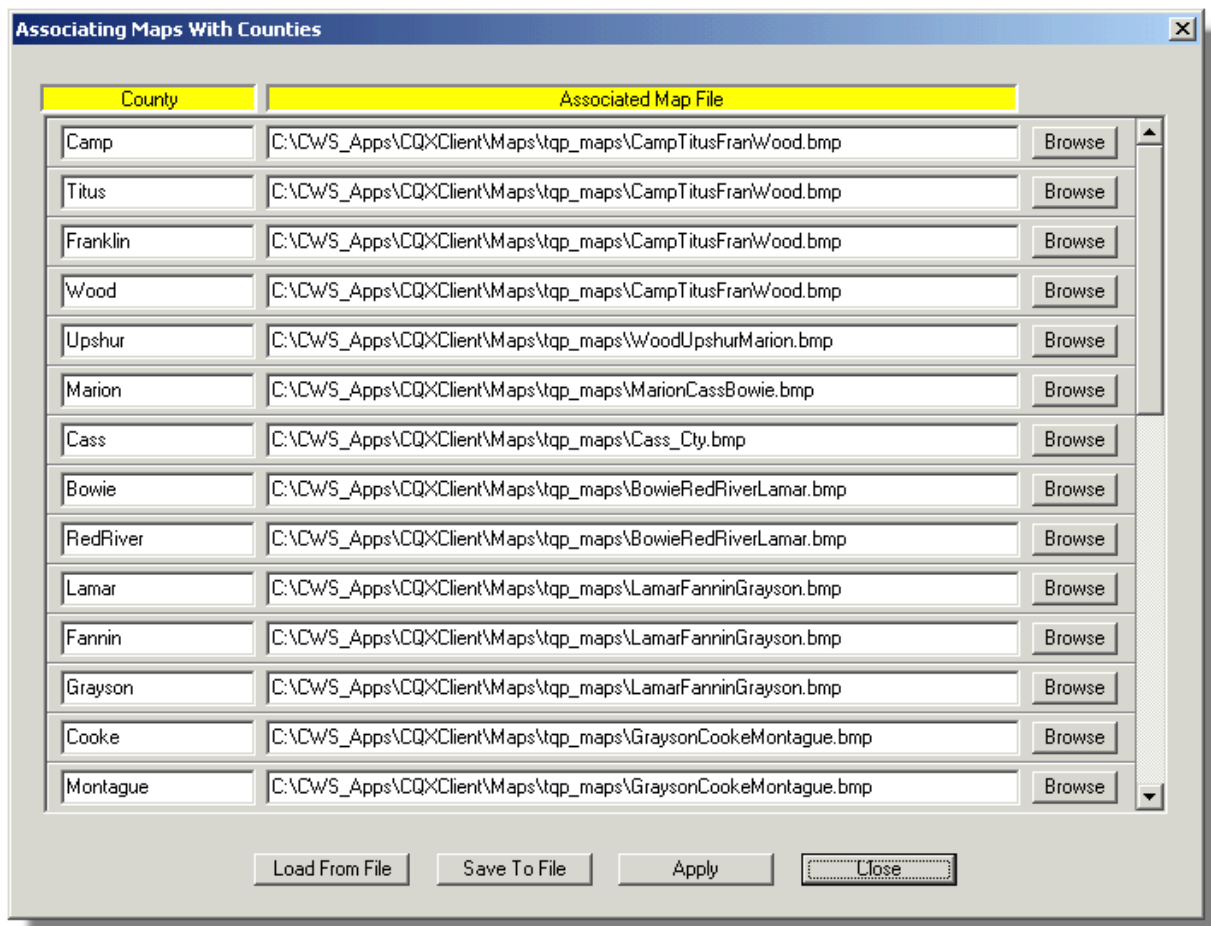 Associating Maps With Counties
County Associated Map File
Camp C:\CWS_Apps\CQXClient\Maps\tqp_maps\CampTitusFranWood.bmp Browse
Titus C:\CWS_Apps\CQXClient\Maps\tqp_maps\CampTitusFranWood.bmp Browse
Franklin C:\CWS_Apps\CQXClient\Maps\tqp_maps\CampTitusFranWood.bmp Browse
Wood C:\CWS_Apps\CQXClient\Maps\tqp_maps\CampTitusFranWood.bmp Browse
Upshur C:\CWS_Apps\CQXClient\Maps\tqp_maps\WoodUpshurMarion.bmp Browse
Marion C:\CWS_Apps\CQXClient\Maps\tqp_maps\MarionCassBowie.bmp Browse
Cass C:\CWS_Apps\CQXClient\Maps\tqp_maps\Cass_Cty.bmp Browse
Bowie C:\CWS_Apps\CQXClient\Maps\tqp_maps\BowieRedRiverLamar.bmp Browse
RedRiver C:\CWS_Apps\CQXClient\Maps\tqp_maps\BowieRedRiverLamar.bmp Browse
Lamar C:\CWS_Apps\CQXClient\Maps\tqp_maps\LamarFanninGrayson.bmp Browse
Fannin C:\CWS_Apps\CQXClient\Maps\tqp_maps\LamarFanninGrayson.bmp Browse
Grayson C:\CWS_Apps\CQXClient\Maps\tqp_maps\LamarFanninGrayson.bmp Browse
Cooke C:\CWS_Apps\CQXClient\Maps\tqp_maps\GraysonCookeMontague.bmp Browse
Montague C:\CWS_Apps\CQXClient\Maps\tqp_maps\GraysonCookeMontague.bmp Browse
Load From File Save To File Apply Close